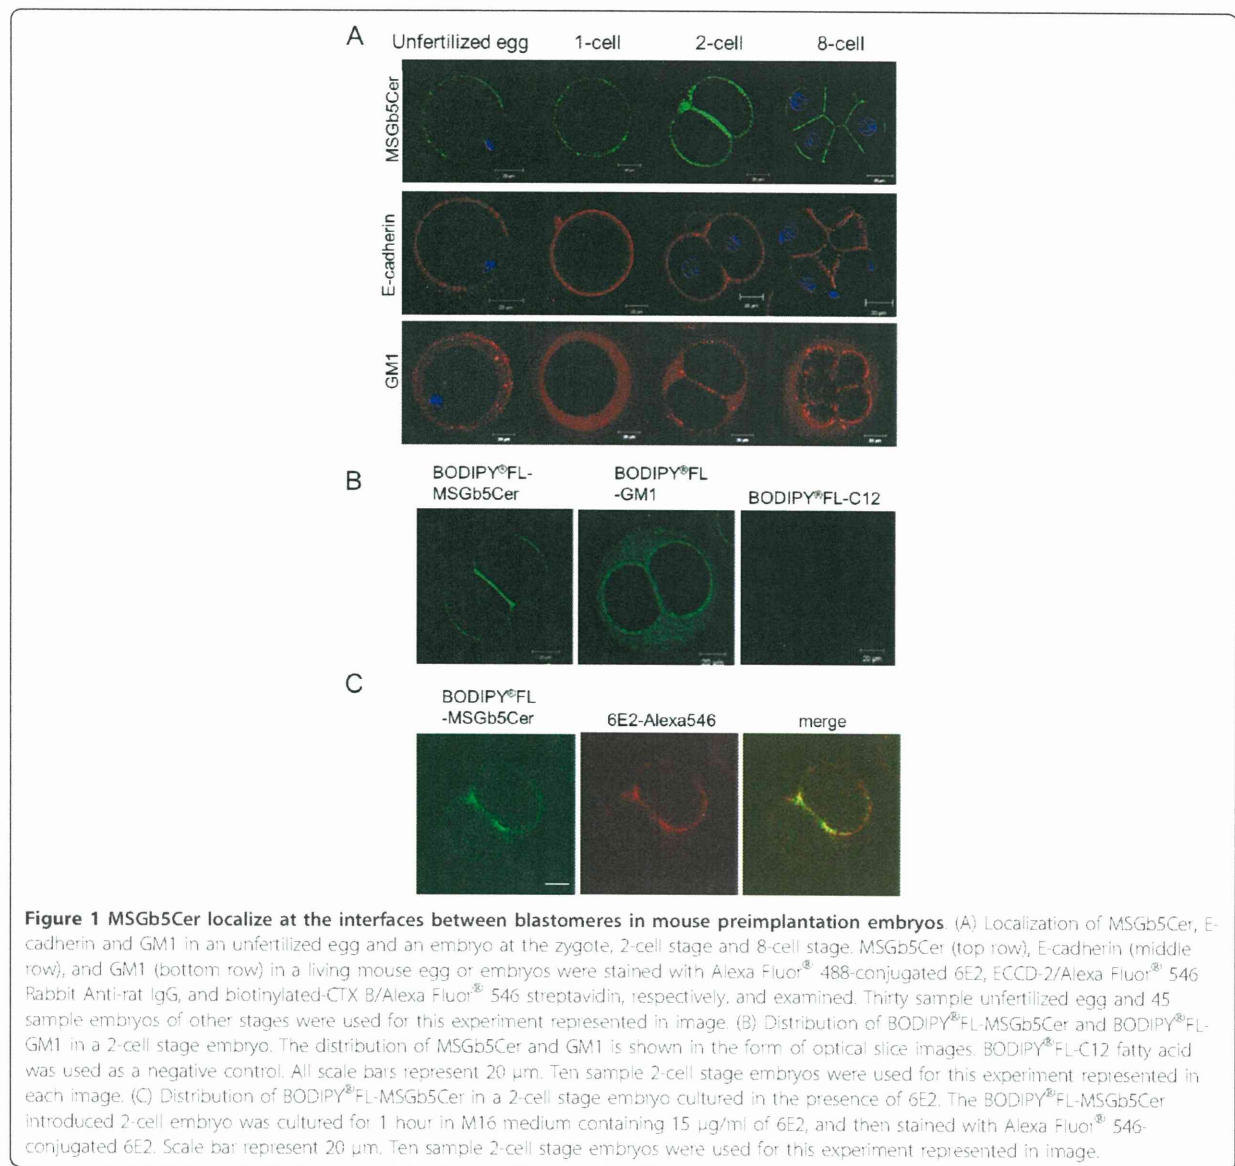 A
Unfertilized egg 1-cell 2-cell 8-cell
MSGb5Cer
E-cadherin
GM1
B
BODIPY®FL-
MSGb5Cer
BODIPY®FL
-GM1
BODIPY®FL-C12
20 µm
C
BODIPY®FL
-MSGb5Cer
6E2-Alexa546
merge
Figure 1 MSGb5Cer localize at the interfaces between blastomeres in mouse preimplantation embryos. (A) Localization of MSGb5Cer, E-
cadherin and GM1 in an unfertilized egg and an embryo at the zygote, 2-cell stage and 8-cell stage. MSGb5Cer (top row), E-cadherin (middle
row), and GM1 (bottom row) in a living mouse egg or embryos were stained with Alexa Fluor® 488-conjugated 6E2, ECCD-2/Alexa Fluor® 546
Rabbit Anti-rat IgG, and biotinylated-CTX B/Alexa Fluor® 546 streptavidin, respectively, and examined. Thirty sample unfertilized egg and 45
sample embryos of other stages were used for this experiment represented in image. (B) Distribution of BODIPY®FL-MSGb5Cer and BODIPY®FL-
GM1 in a 2-cell stage embryo. The distribution of MSGb5Cer and GM1 is shown in the form of optical slice images. BODIPY®FL-C12 fatty acid
was used as a negative control. All scale bars represent 20 µm. Ten sample 2-cell stage embryos were used for this experiment represented in
each image. (C) Distribution of BODIPY®FL-MSGb5Cer in a 2-cell stage embryo cultured in the presence of 6E2. The BODIPY®FL-MSGb5Cer
introduced 2-cell embryo was cultured for 1 hour in M16 medium containing 15 µg/ml of 6E2, and then stained with Alexa Fluor® 546-
conjugated 6E2. Scale bar represent 20 µm. Ten sample 2-cell stage embryos were used for this experiment represented in image.